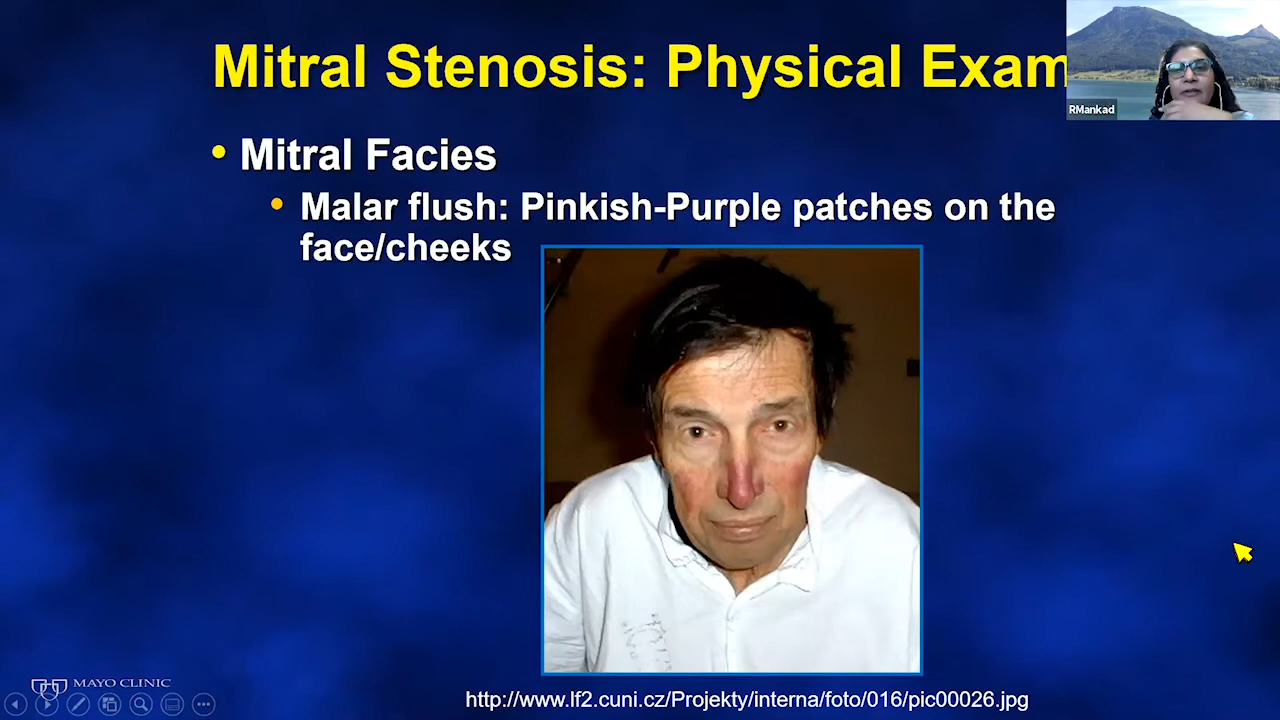 Mitral Stenosis: Physical Exam
RMankad
• Mitral Facies
• Malar flush: Pinkish-Purple patches on the
face/cheeks
MAYO CLINIC
http://www.lf2.cuni.cz/Projekty/interna/foto/016/pic00026.jpg